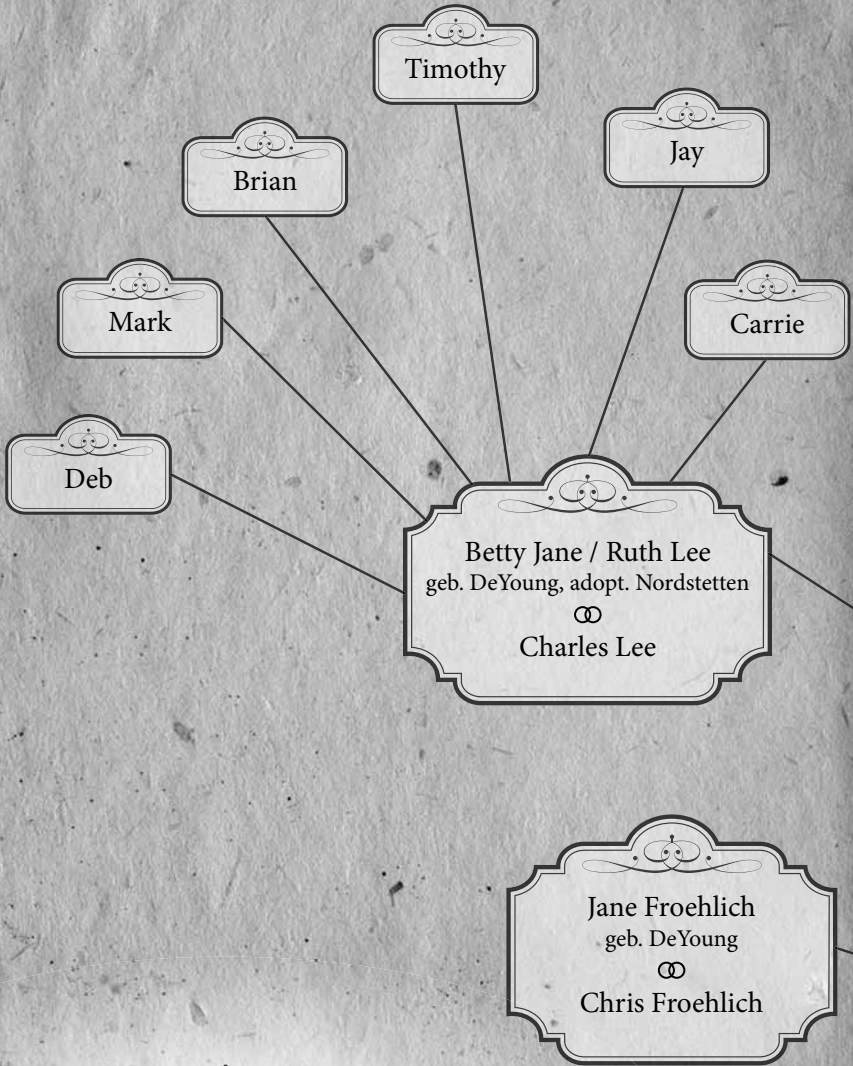 Timothy
Jay
Brian
Mark
Carrie
Deb
Betty Jane / Ruth Lee
geb. DeYoung, adopt. Nordstetten
Charles Lee
Jane Froehlich
geb. DeYoung
Chris Froehlich